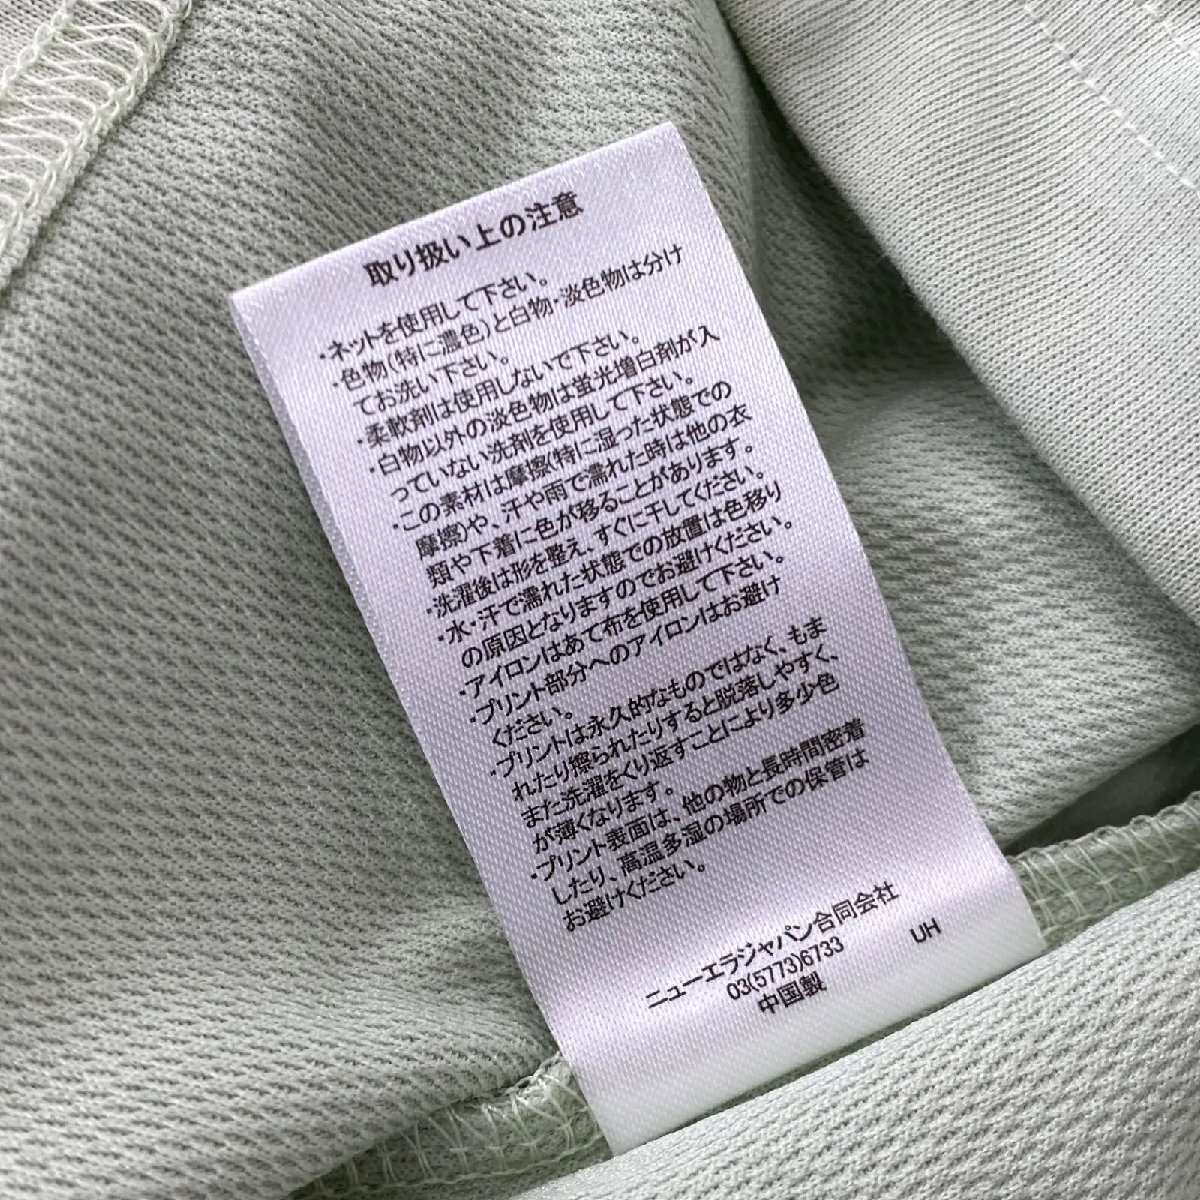 取り扱い上の注意
・ネットを使用して下さい。
・色物(特に濃色)と白物・淡色物は分け
てお洗い下さい。
・柔軟剤は使用しないで下さい。
・白物以外の淡色物は蛍光増白剤が入
っていない洗剤を使用して下さい。
・この素材は摩擦(特に湿った状態での
摩擦)や、汗や雨で濡れた時は他の衣
類や下着に色が移ることがあります。
・洗濯後は形を整え、すぐに干してください。
・水・汗で濡れた状態での放置は色移り
の原因となりますのでお避けください。
・アイロンはあて布を使用して下さい。
・プリント部分へのアイロンはお避け
ください。
・プリントは永久的なものではなく、もま
れたり擦られたりすると脱落しやすく、
また洗濯をくり返すことにより多少色
が薄くなります。
・プリント表面は、他の物と長時間密着
したり、高温多湿の場所での保管は
お避けください。
ニューエラジャパン合同会社
03(5773)6733 UH
中国製